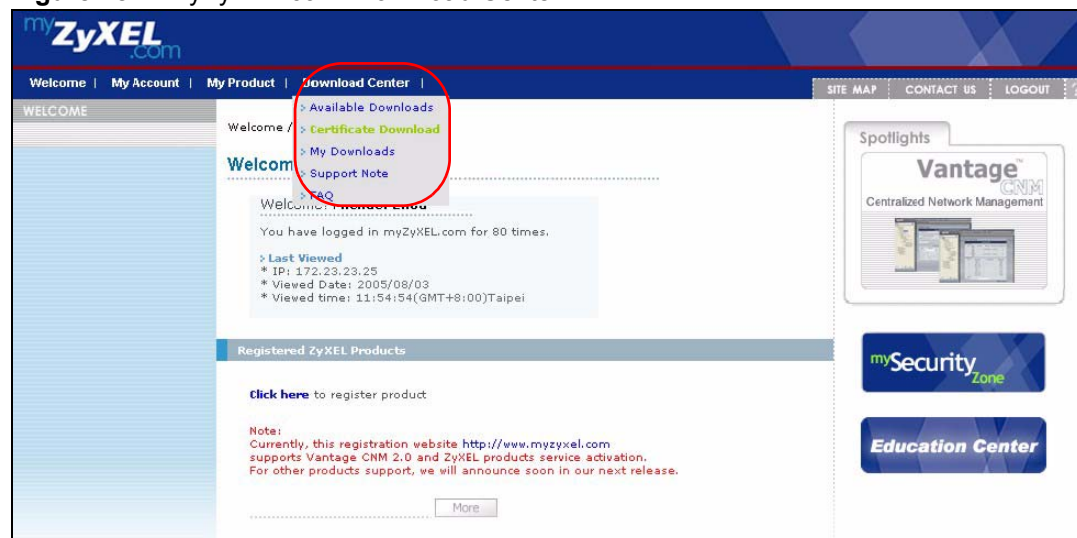 my ZyXEL .com
Welcome | My Account | My Product | Download Center |
SITE MAP CONTACT US LOGOUT ?
WELCOME
> Available Downloads
Welcome / > Certificate Download
> My Downloads
Welcom
> Support Note
> FAQ
You have logged in myZyXEL.com for 80 times.
> Last Viewed
* IP: 172.23.23.25
* Viewed Date: 2005/08/03
* Viewed time: 11:54:54(GMT+8:00)Taipei
Registered ZyXEL Products
Click here to register product
Note:
Currently, this registration website http://www.myzyxel.com
supports Vantage CNM 2.0 and ZyXEL products service activation.
For other products support, we will announce soon in our next release.
More
Spotlights
Vantage™
CNM
Centralized Network Management
mySecurity Zone
Education Center